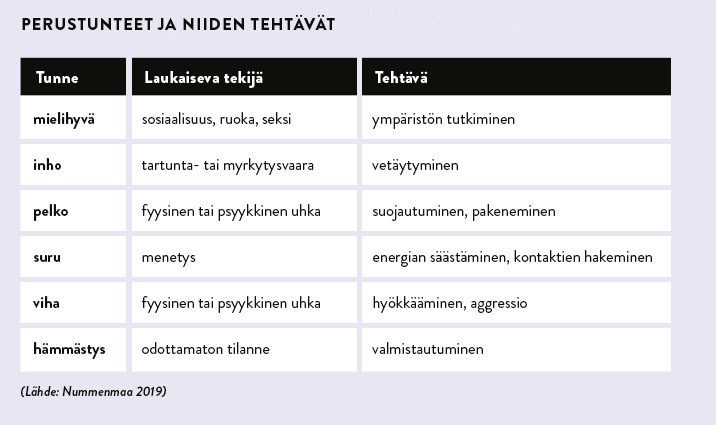 PERUSTUNTEET JA NIIDEN TEHTÄVÄT
Tunne Laukaiseva tekijä Tehtävä
mielihyvä sosiaalisuus, ruoka, seksi ympäristön tutkiminen
inho tartunta- tai myrkytysvaara vetäytyminen
pelko fyysinen tai psyykkinen uhka suojautuminen, pakeneminen
suru menetys energian säästäminen, kontaktien hakeminen
viha fyysinen tai psyykkinen uhka hyökkääminen, aggressio
hämmästys odottamaton tilanne valmistautuminen
(Lähde: Nummenmaa 2019)